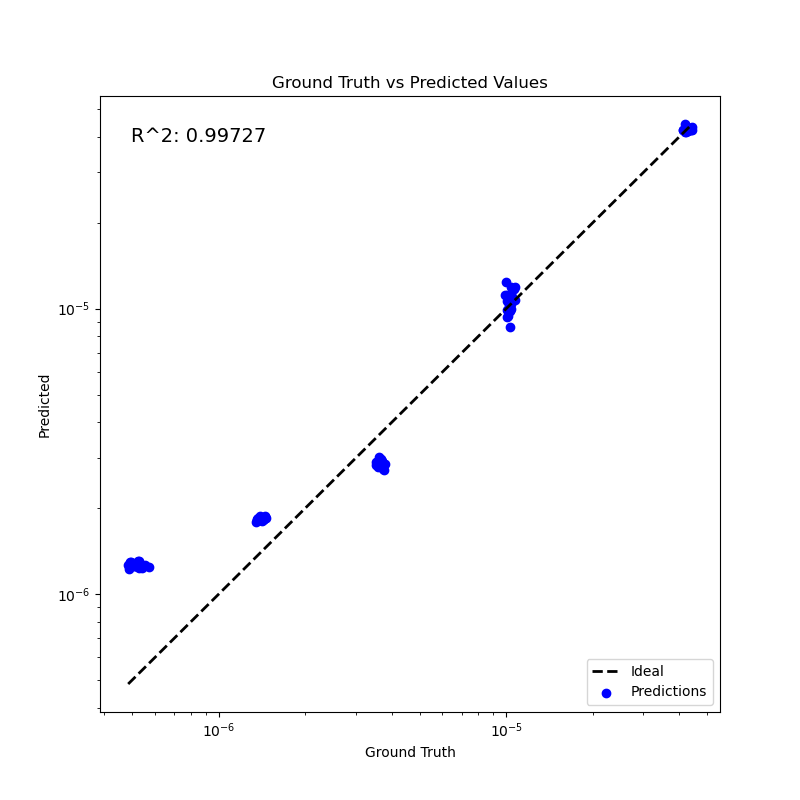 Ground Truth vs Predicted Values
R^2: 0.99727
10⁻⁵
10⁻⁶
Predicted
10⁻⁶
10⁻⁵
Ground Truth
Ideal
Predictions